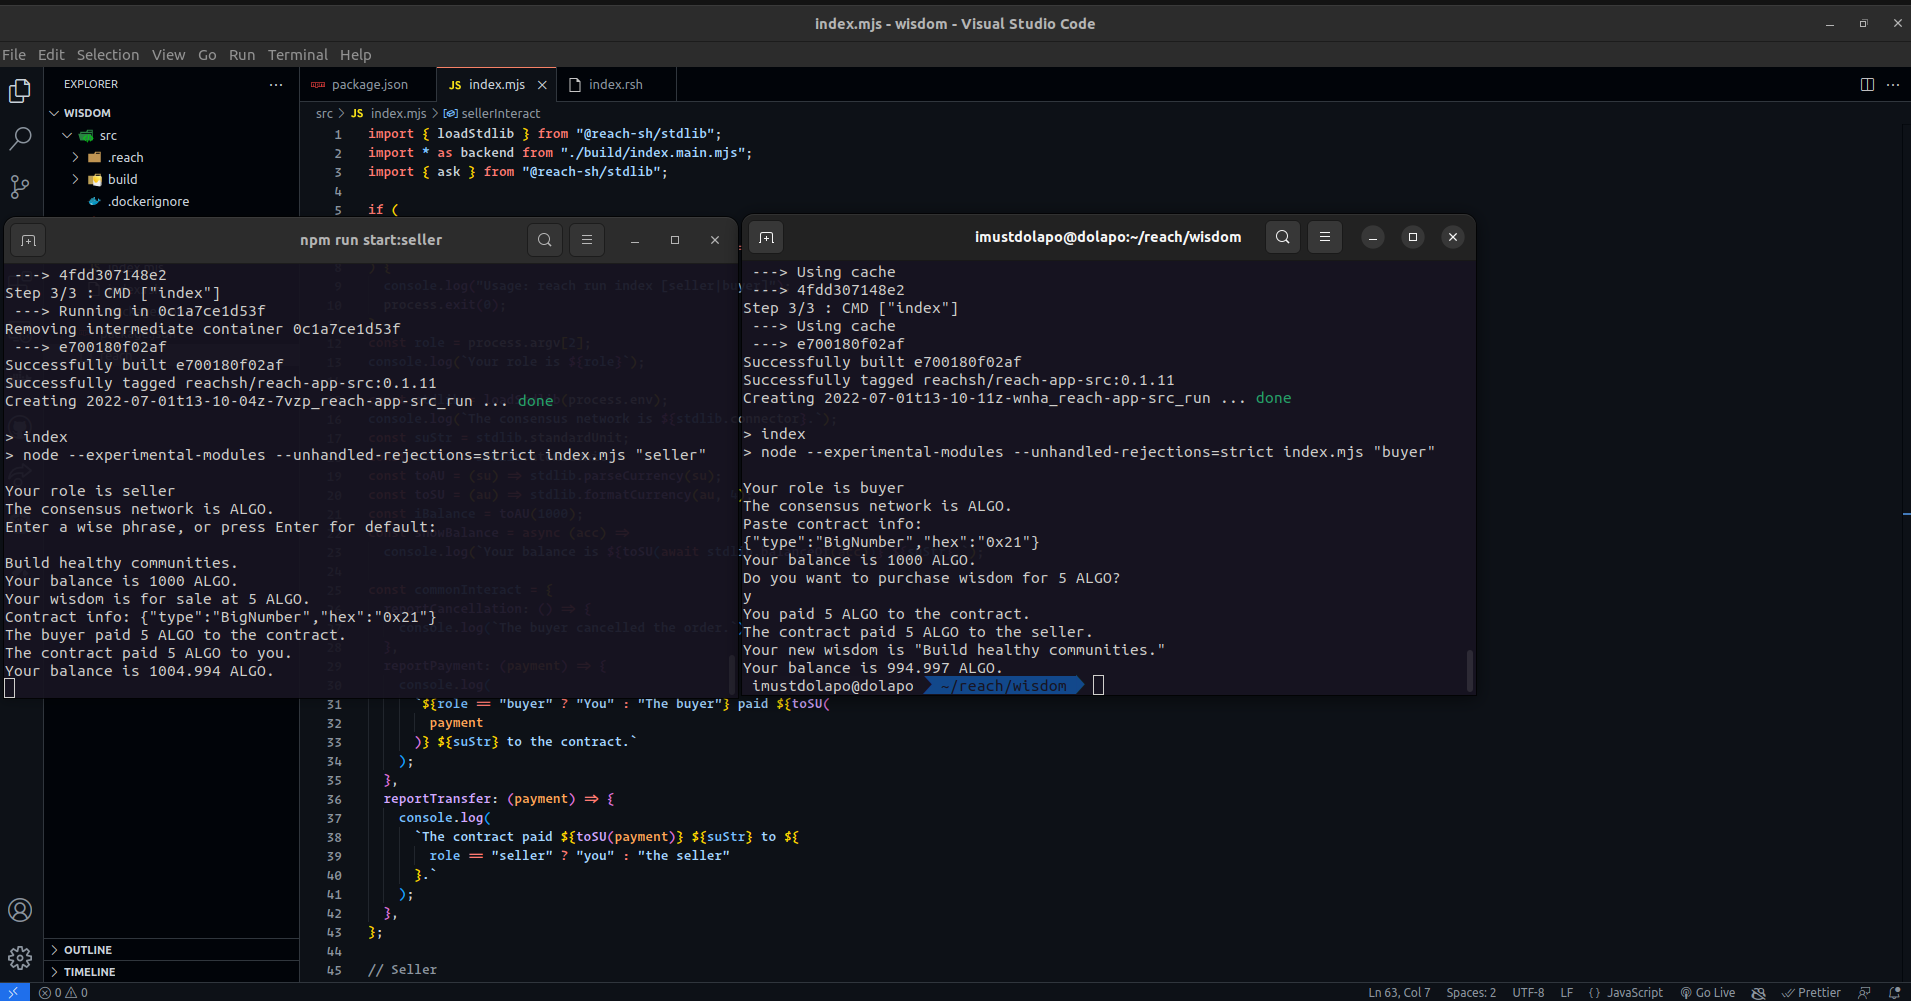 index.mjs - wisdom - Visual Studio Code
File Edit Selection View Go Run Terminal Help
EXPLORER
WISDOM
src
.reach
build
.dockerignore
OUTLINE
TIMELINE
package.json
JS index.mjs
index.rsh
src > JS index.mjs > sellerInteract
1 import { loadStdlib } from "@reach-sh/stdlib";
2 import * as backend from "./build/index.main.mjs";
3 import { ask } from "@reach-sh/stdlib";
4
5 if (
npm run start:seller
---> 4fdd307148e2
Step 3/3 : CMD ["index"]
---> Running in 0c1a7ce1d53f
Removing intermediate container 0c1a7ce1d53f
---> e700180f02af
Successfully built e700180f02af
Successfully tagged reachsh/reach-app-src:0.1.11
Creating 2022-07-01t13-10-04z-7vzp_reach-app-src_run ... done
> index
> node --experimental-modules --unhandled-rejections=strict index.mjs "seller"
Your role is seller
The consensus network is ALGO.
Enter a wise phrase, or press Enter for default:
Build healthy communities.
Your balance is 1000 ALGO.
Your wisdom is for sale at 5 ALGO.
Contract info: {"type":"BigNumber","hex":"0x21"}
The buyer paid 5 ALGO to the contract.
The contract paid 5 ALGO to you.
Your balance is 1004.994 ALGO.
imustdolapo@dolapo:~/reach/wisdom
---> Using cache
---> 4fdd307148e2
Step 3/3 : CMD ["index"]
---> Using cache
---> e700180f02af
Successfully built e700180f02af
Successfully tagged reachsh/reach-app-src:0.1.11
Creating 2022-07-01t13-10-11z-wnha_reach-app-src_run ... done
> index
> node --experimental-modules --unhandled-rejections=strict index.mjs "buyer"
Your role is buyer
The consensus network is ALGO.
Paste contract info:
{"type":"BigNumber","hex":"0x21"}
Your balance is 1000 ALGO.
Do you want to purchase wisdom for 5 ALGO?
y
You paid 5 ALGO to the contract.
The contract paid 5 ALGO to the seller.
Your new wisdom is "Build healthy communities."
Your balance is 994.997 ALGO.
imustdolapo@dolapo ~/reach/wisdom
31 `${role == "buyer" ? "You" : "The buyer"} paid ${toSU(
32 payment
33 )} ${suStr} to the contract.`
34 );
35 },
36 reportTransfer: (payment) => {
37 console.log(
38 `The contract paid ${toSU(payment)} ${suStr} to ${
39 role == "seller" ? "you" : "the seller"
40 }.`
41 );
42 },
43 };
44
45 // Seller
0 0
Ln 63, Col 7 Spaces: 2 UTF-8 LF {} JavaScript Go Live Prettier